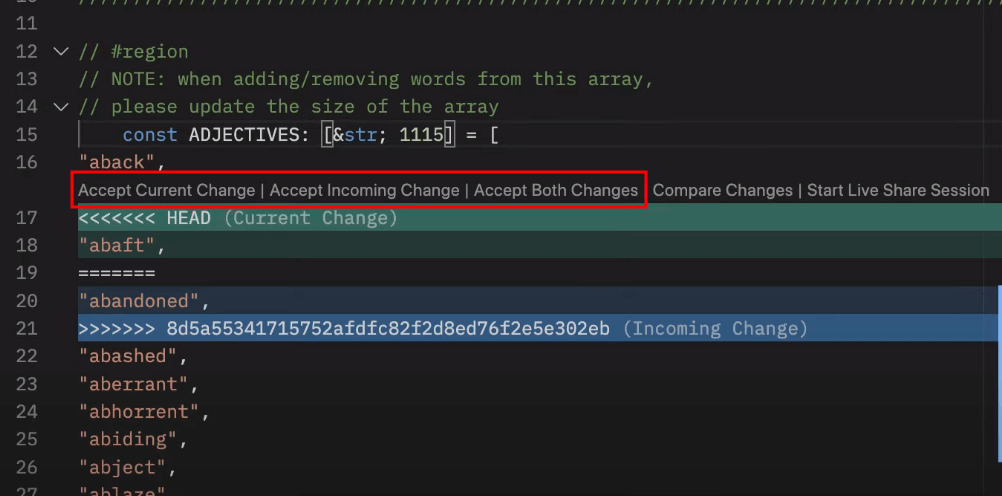 11
12 // #region
13 // NOTE: when adding/removing words from this array,
14 // please update the size of the array
15 const ADJECTIVES: [&str; 1115] = [
16 "aback",
Accept Current Change | Accept Incoming Change | Accept Both Changes | Compare Changes | Start Live Share Session
17 <<<<<<< HEAD (Current Change)
18 "abaft",
19 =======
20 "abandoned",
21 >>>>>>> 8d5a55341715752afdfc82f2d8ed76f2e5e302eb (Incoming Change)
22 "abashed",
23 "aberrant",
24 "abhorrent",
25 "abiding",
26 "abject",
27 "ablaze",